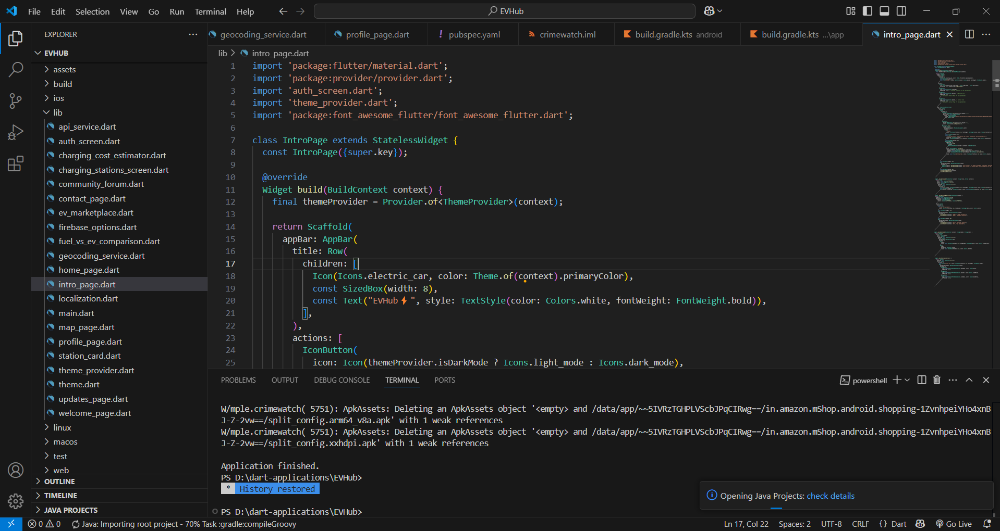 File Edit Selection View Go Run Terminal Help
EVHub
EXPLORER
EVHUB
assets
build
ios
lib
api_service.dart
auth_screen.dart
charging_cost_estimator.dart
charging_stations_screen.dart
community_forum.dart
contact_page.dart
ev_marketplace.dart
firebase_options.dart
fuel_vs_ev_comparison.dart
geocoding_service.dart
home_page.dart
intro_page.dart
localization.dart
main.dart
map_page.dart
profile_page.dart
station_card.dart
theme_provider.dart
theme.dart
updates_page.dart
welcome_page.dart
linux
macos
test
web
OUTLINE
TIMELINE
JAVA PROJECTS
geocoding_service.dart profile_page.dart ! pubspec.yaml crimewatch.iml build.gradle.kts android build.gradle.kts ...\app intro_page.dart
lib > intro_page.dart
1 import 'package:flutter/material.dart';
2 import 'package:provider/provider.dart';
3 import 'auth_screen.dart';
4 import 'theme_provider.dart';
5 import 'package:font_awesome_flutter/font_awesome_flutter.dart';
6
7 class IntroPage extends StatelessWidget {
8 const IntroPage({super.key});
9
10 @override
11 Widget build(BuildContext context) {
12 final themeProvider = Provider.of<ThemeProvider>(context);
13
14 return Scaffold(
15 appBar: AppBar(
16 title: Row(
17 children: [
18 Icon(Icons.electric_car, color: Theme.of(context).primaryColor),
19 const SizedBox(width: 8),
20 const Text("EVHub⚡", style: TextStyle(color: Colors.white, fontWeight: FontWeight.bold)),
21 ],
22 ),
23 actions: [
24 IconButton(
25 icon: Icon(themeProvider.isDarkMode ? Icons.light_mode : Icons.dark_mode),
PROBLEMS OUTPUT DEBUG CONSOLE TERMINAL PORTS
powershell
W/mple.crimewatch( 5751): ApkAssets: Deleting an ApkAssets object '<empty> and /data/app/~~5IVRzTGHPLVScbJPqCIRwg==/in.amazon.mShop.android.shopping-1ZvnhpeiYHo4xnB
J-Z-2vw==/split_config.arm64_v8a.apk' with 1 weak references
W/mple.crimewatch( 5751): ApkAssets: Deleting an ApkAssets object '<empty> and /data/app/~~5IVRzTGHPLVScbJPqCIRwg==/in.amazon.mShop.android.shopping-1ZvnhpeiYHo4xnB
J-Z-2vw==/split_config.xxhdpi.apk' with 1 weak references
Application finished.
PS D:\dart-applications\EVHub>
* History restored
PS D:\dart-applications\EVHub>
Opening Java Projects: check details
0 0 Java: Importing root project - 70% Task :gradle:compileGroovy
Ln 17, Col 22 Spaces: 2 UTF-8 CRLF {} Dart Go Live